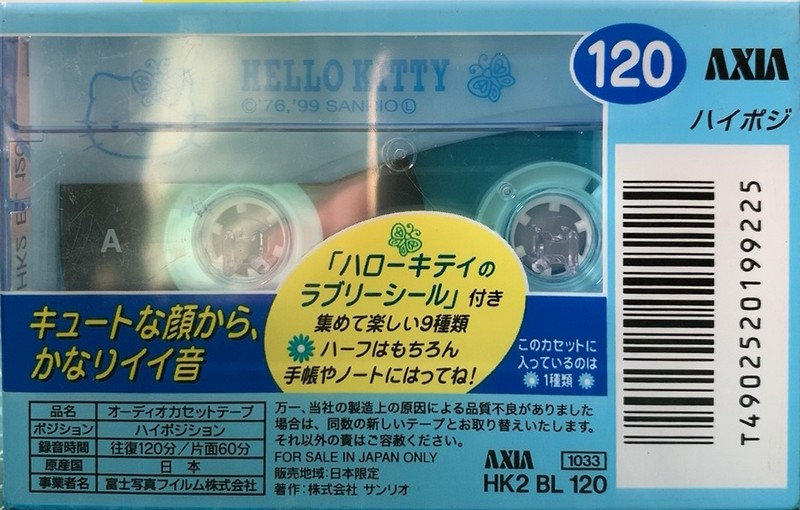 HELLO KITTY
©'76,'99 SANRIO Ⓛ
120
AXIA
ハイポジ
HK2 BL 120
A
「ハローキティの
ラブリーシール」付き
集めて楽しい9種類
ハーフはもちろん
手帳やノートにはってね!
キュートな顔から、
かなりイイ音
このカセットに
入っているのは
1種類
T4902520199225
品名 オーディオカセットテープ
ポジション ハイポジション
録音時間 往復120分/片面60分
原産国 日本
事業者名 富士写真フイルム株式会社
万一、当社の製造上の原因による品質不良がありました
場合は、同数の新しいテープとお取り替えいたします。
それ以外の責はご容赦ください。
FOR SALE IN JAPAN ONLY
販売地域:日本限定
著作:株式会社 サンリオ
AXIA 1033
HK2 BL 120